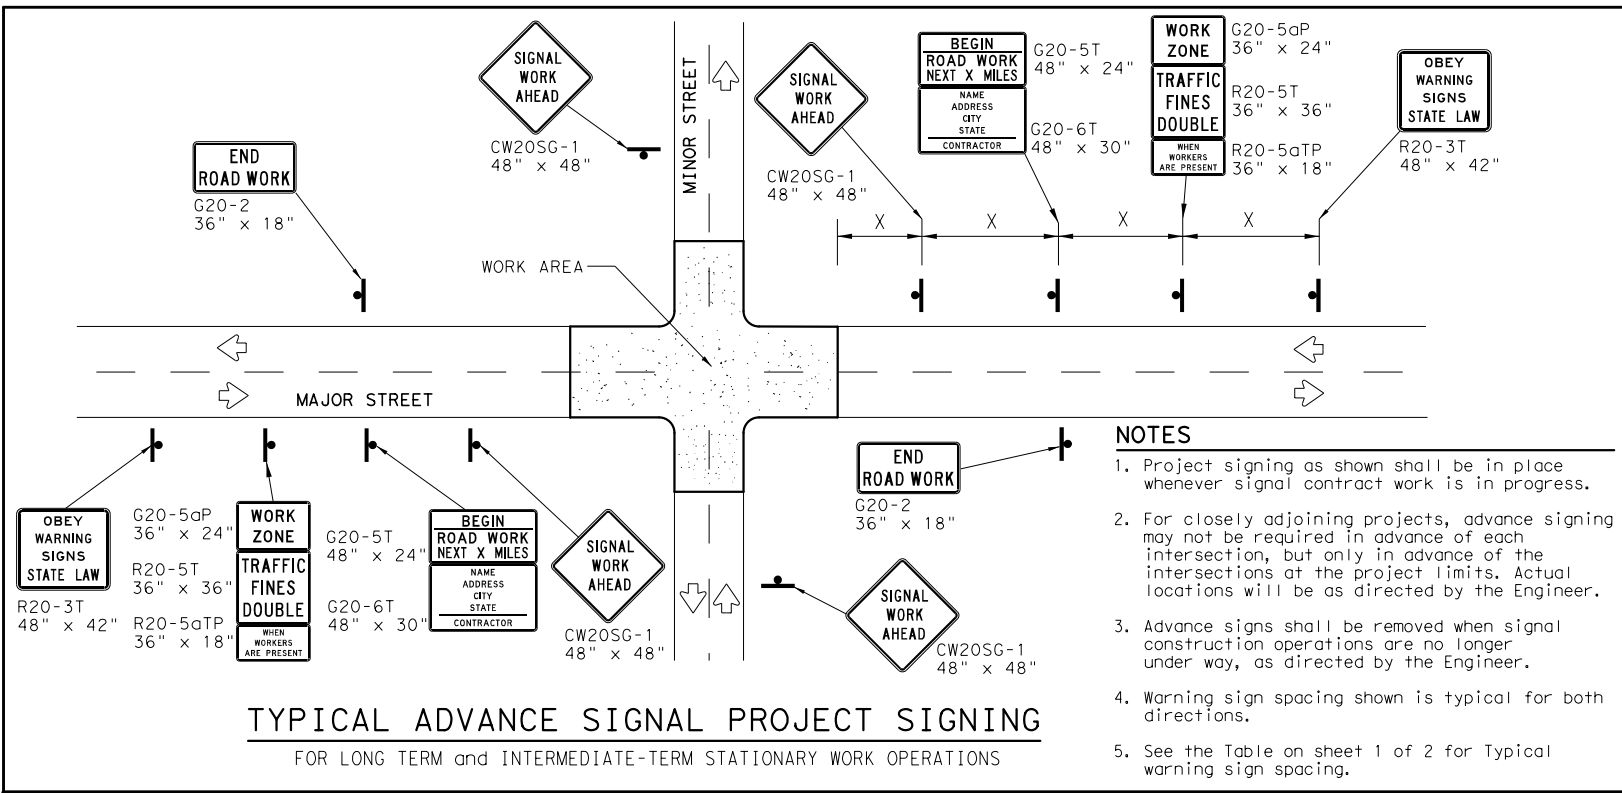 SIGNAL
WORK
AHEAD
CW20SG-1
48" x 48"
END
ROAD WORK
G20-2
36" x 18"
MINOR STREET
SIGNAL
WORK
AHEAD
CW20SG-1
48" x 48"
BEGIN
ROAD WORK
NEXT X MILES
NAME
ADDRESS
CITY
STATE
CONTRACTOR
G20-5T
48" x 24"
G20-6T
48" x 30"
WORK
ZONE
TRAFFIC
FINES
DOUBLE
WHEN
WORKERS
ARE PRESENT
G20-5aP
36" x 24"
R20-5T
36" x 36"
R20-5aTP
36" x 18"
OBEY
WARNING
SIGNS
STATE LAW
R20-3T
48" x 42"
X
X
X
X
WORK AREA
MAJOR STREET
OBEY
WARNING
SIGNS
STATE LAW
R20-3T
48" x 42"
G20-5aP
36" x 24"
R20-5T
36" x 36"
R20-5aTP
36" x 18"
WORK
ZONE
TRAFFIC
FINES
DOUBLE
WHEN
WORKERS
ARE PRESENT
G20-5T
48" x 24"
G20-6T
48" x 30"
BEGIN
ROAD WORK
NEXT X MILES
NAME
ADDRESS
CITY
STATE
CONTRACTOR
SIGNAL
WORK
AHEAD
CW20SG-1
48" x 48"
END
ROAD WORK
G20-2
36" x 18"
SIGNAL
WORK
AHEAD
CW20SG-1
48" x 48"
TYPICAL ADVANCE SIGNAL PROJECT SIGNING
FOR LONG TERM and INTERMEDIATE-TERM STATIONARY WORK OPERATIONS
NOTES
1. Project signing as shown shall be in place
whenever signal contract work is in progress.
2. For closely adjoining projects, advance signing
may not be required in advance of each
intersection, but only in advance of the
intersections at the project limits. Actual
locations will be as directed by the Engineer.
3. Advance signs shall be removed when signal
construction operations are no longer
under way, as directed by the Engineer.
4. Warning sign spacing shown is typical for both
directions.
5. See the Table on sheet 1 of 2 for Typical
warning sign spacing.